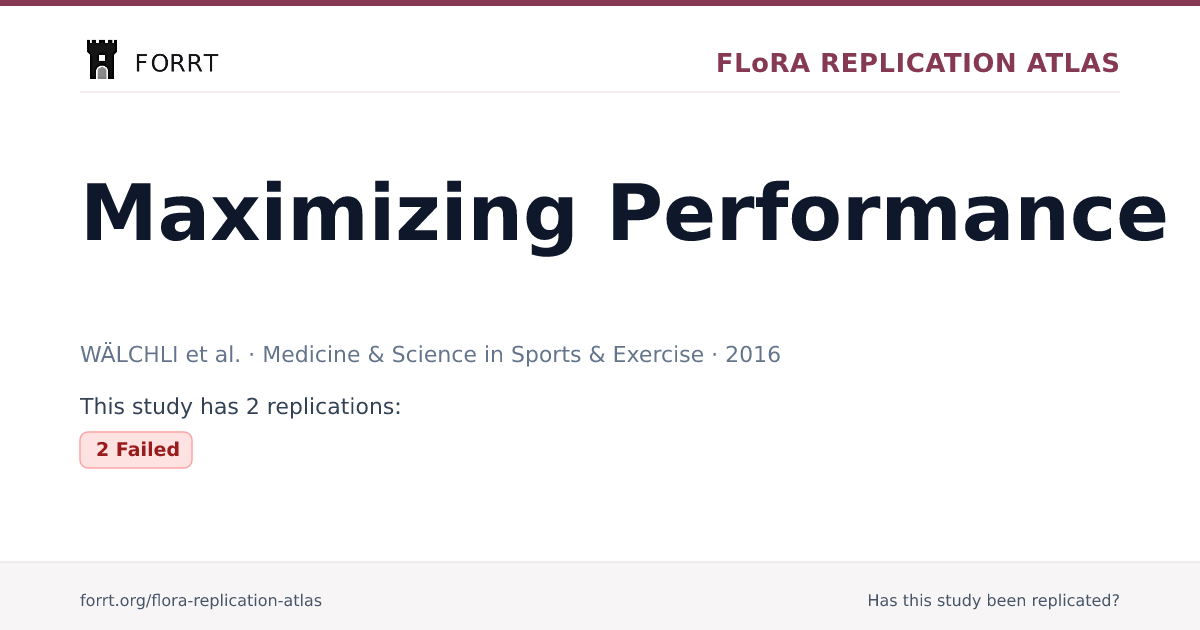 FORRT
FLoRA REPLICATION ATLAS
Maximizing Performance
WÄLCHLI et al. · Medicine & Science in Sports & Exercise · 2016
This study has 2 replications:
2 Failed
forrt.org/flora-replication-atlas
Has this study been replicated?